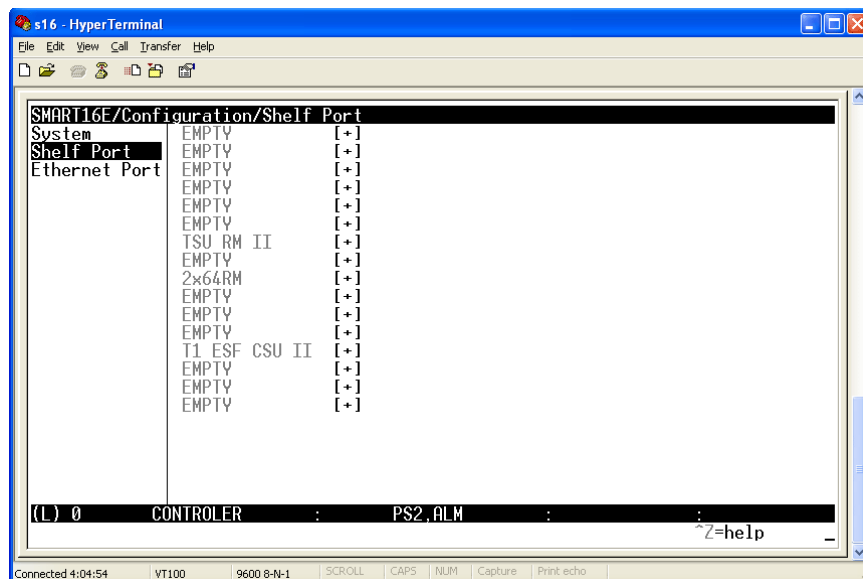 s16 - HyperTerminal
File Edit View Call Transfer Help
SMART16E/Configuration/Shelf Port
System EMPTY [+]
Shelf Port EMPTY [+]
Ethernet Port EMPTY [+]
EMPTY [+]
EMPTY [+]
EMPTY [+]
TSU RM II [+]
EMPTY [+]
2x64RM [+]
EMPTY [+]
EMPTY [+]
EMPTY [+]
T1 ESF CSU II [+]
EMPTY [+]
EMPTY [+]
EMPTY [+]
(L) 0 CONTROLER : PS2,ALM : :
^Z=help _
Connected 4:04:54 VT100 9600 8-N-1 SCROLL CAPS NUM Capture Print echo